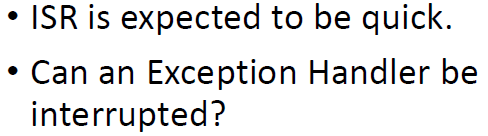 • ISR is expected to be quick.
• Can an Exception Handler be
interrupted?